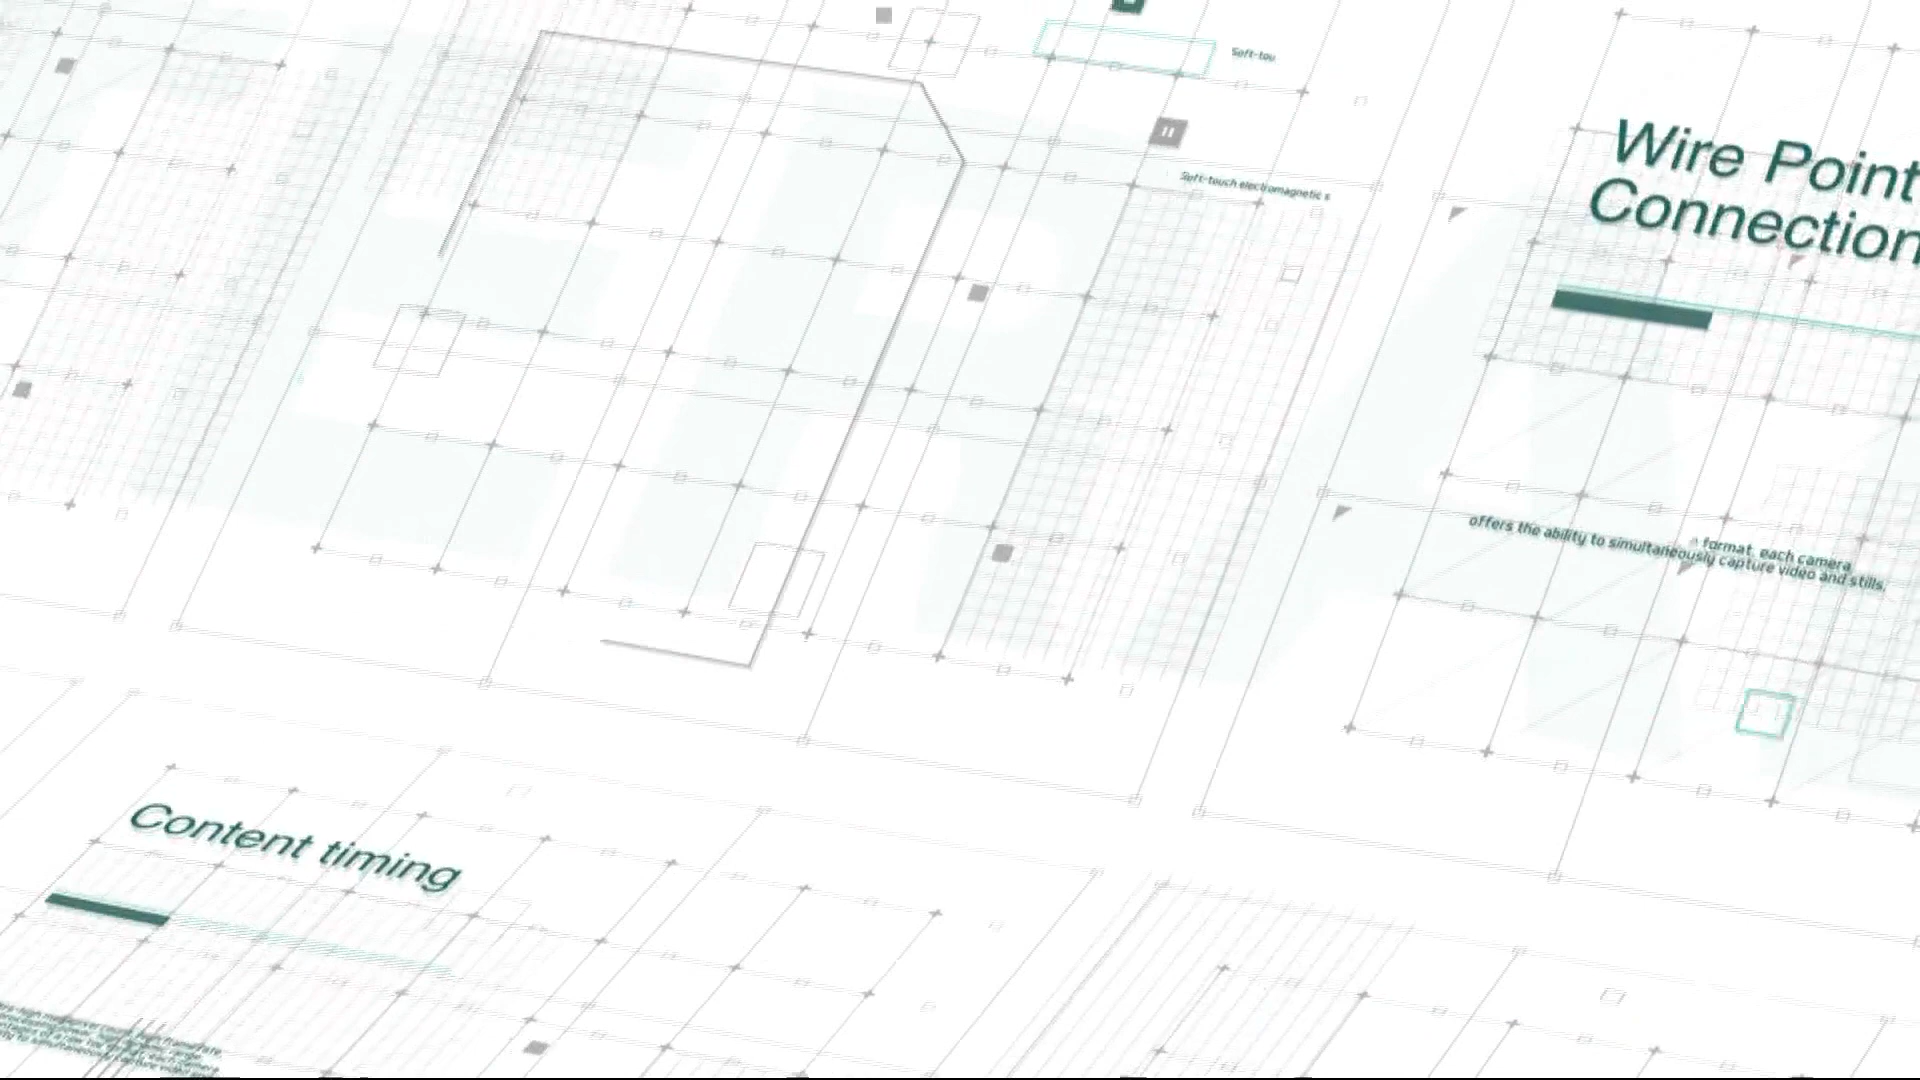 Soft-tou
Soft-touch electromagnetic s
Wire Point
Connection
format, each camera
offers the ability to simultaneously capture video and stills.
Content timing